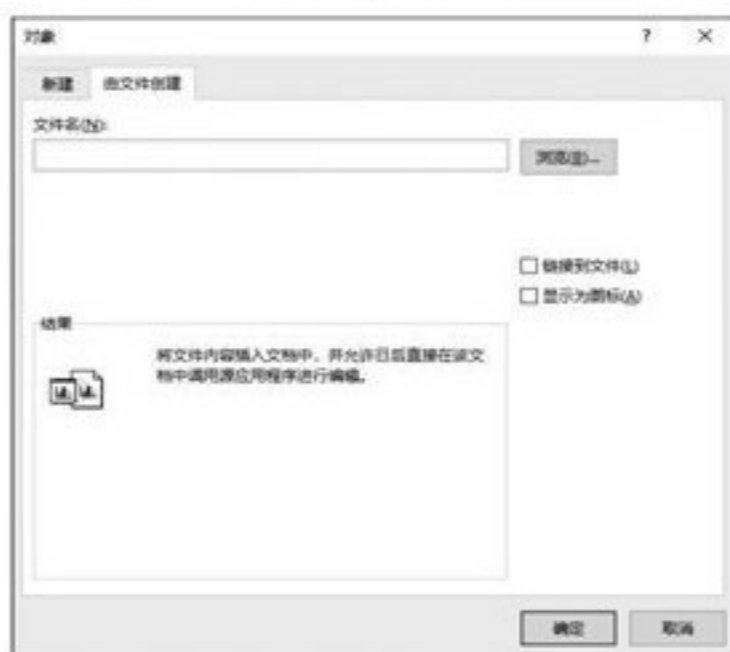 对象
?
×
新建 由文件创建
文件名(N):
浏览(B)...
链接到文件(L)
显示为图标(A)
结果
将文件内容插入文档中，并允许日后直接在该文
档中调用源应用程序进行编辑。
确定 取消